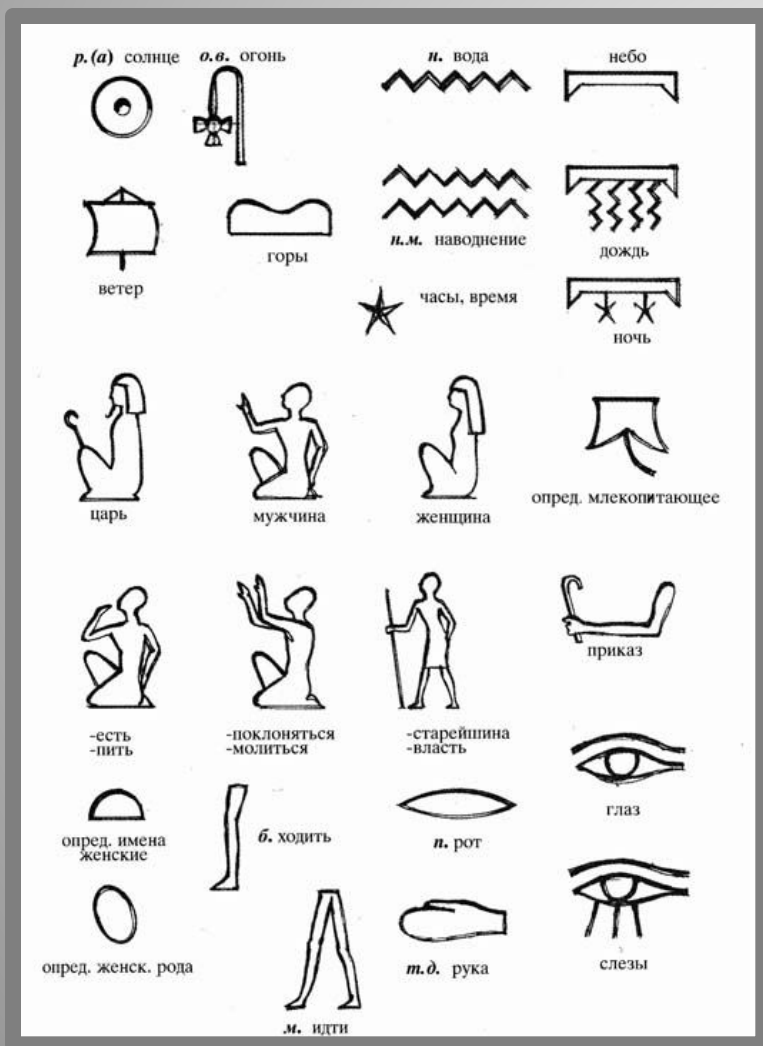 р.(а) солнце
о.в. огонь
н. вода
небо
ветер
горы
н.м. наводнение
дождь
часы, время
ночь
царь
мужчина
женщина
опред. млекопитающее
-есть
-пить
-поклоняться
-молиться
-старейшина
-власть
приказ
глаз
опред. имена
женские
б. ходить
п. рот
опред. женск. рода
т.д. рука
слезы
м. идти